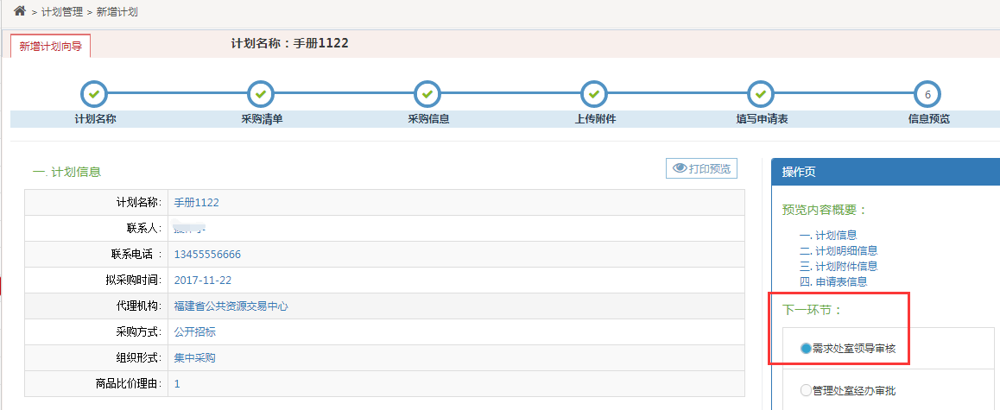 > 计划管理 > 新增计划
新增计划向导
计划名称：手册1122
6
计划名称 采购清单 采购信息 上传附件 填写申请表 信息预览
一. 计划信息
打印预览
计划名称: 手册1122
联系人:
联系电话 : 13455556666
拟采购时间: 2017-11-22
代理机构: 福建省公共资源交易中心
采购方式: 公开招标
组织形式: 集中采购
商品比价理由: 1
操作页
预览内容概要：
一. 计划信息
二. 计划明细信息
三. 计划附件信息
四. 申请表信息
下一环节：
需求处室领导审核
管理处室经办审批